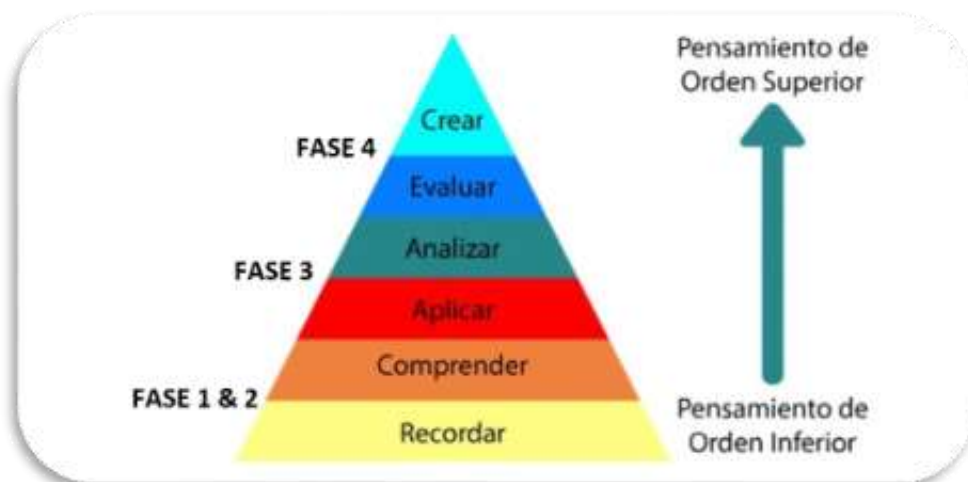 Pensamiento de
Orden Superior
Crear
FASE 4
Evaluar
Analizar
FASE 3
Aplicar
Comprender
FASE 1 & 2
Recordar
Pensamiento de
Orden Inferior